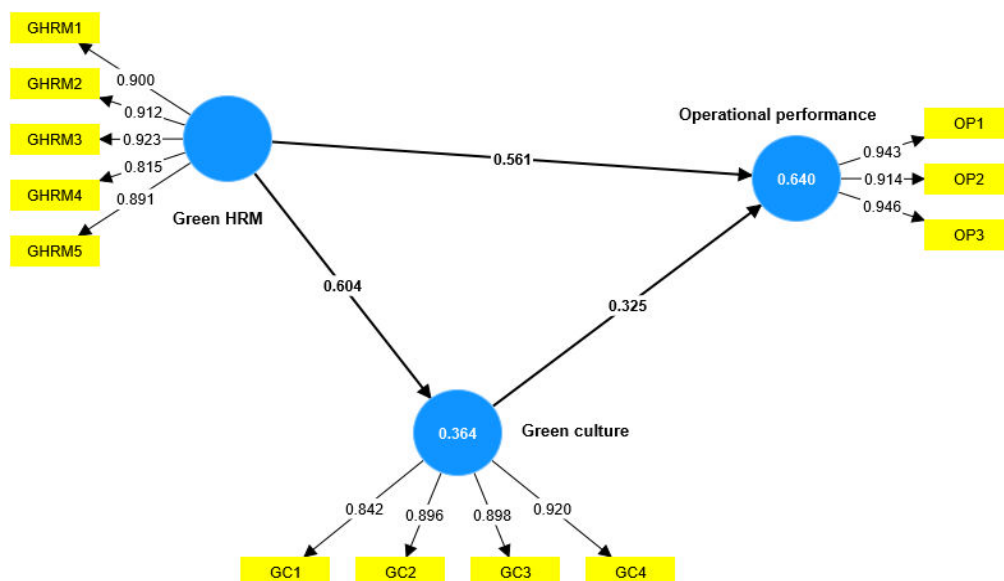 GHRM1
GHRM2
GHRM3
GHRM4
GHRM5
0.900
0.912
0.923
0.815
0.891
Green HRM
0.561
0.604
0.325
Operational performance
0.640
0.943
0.914
0.946
OP1
OP2
OP3
0.364
Green culture
0.842
0.896
0.898
0.920
GC1
GC2
GC3
GC4